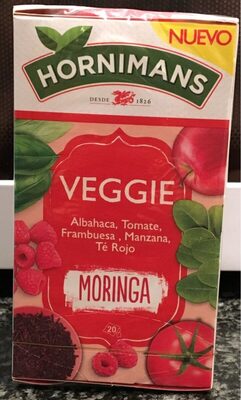 NUEVO
HORNIMANS
DESDE 1826
VEGGIE
Albahaca, Tomate,
Frambuesa , Manzana,
Té Rojo
MORINGA
20